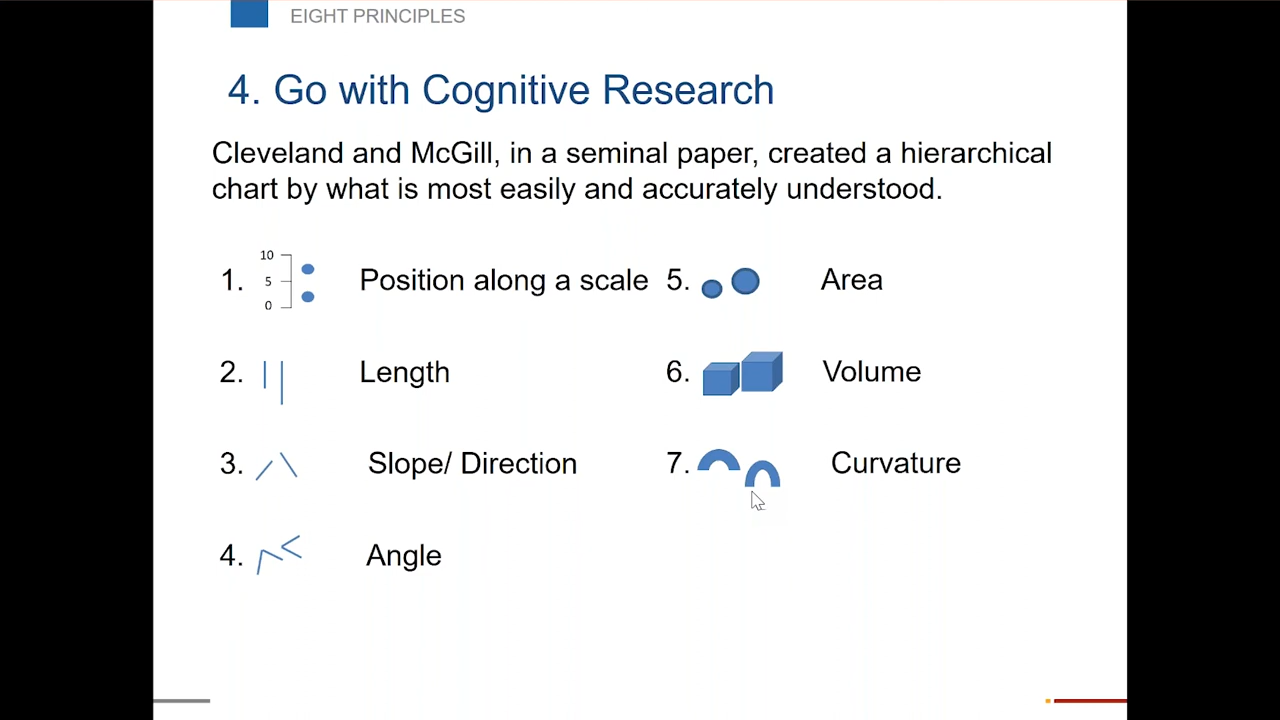 EIGHT PRINCIPLES
4. Go with Cognitive Research
Cleveland and McGill, in a seminal paper, created a hierarchical
chart by what is most easily and accurately understood.
1. 10 5 0 Position along a scale
2. Length
3. Slope/ Direction
4. Angle
5. Area
6. Volume
7. Curvature